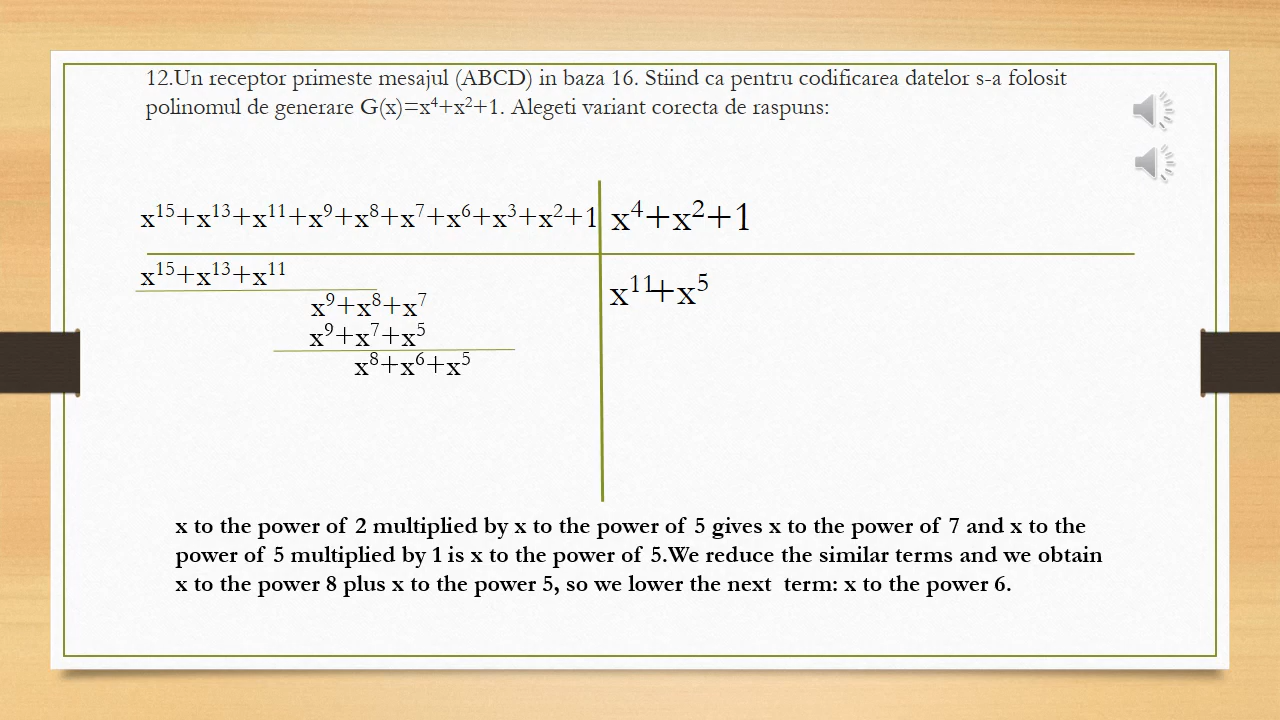 12.Un receptor primeste mesajul (ABCD) in baza 16. Stiind ca pentru codificarea datelor s-a folosit
polinomul de generare G(x)=x⁴+x²+1. Alegeti variant corecta de raspuns:
x¹⁵+x¹³+x¹¹+x⁹+x⁸+x⁷+x⁶+x³+x²+1 x⁴+x²+1
x¹⁵+x¹³+x¹¹
x¹¹+x⁵
x⁹+x⁸+x⁷
x⁹+x⁷+x⁵
x⁸+x⁶+x⁵
x to the power of 2 multiplied by x to the power of 5 gives x to the power of 7 and x to the
power of 5 multiplied by 1 is x to the power of 5.We reduce the similar terms and we obtain
x to the power 8 plus x to the power 5, so we lower the next term: x to the power 6.